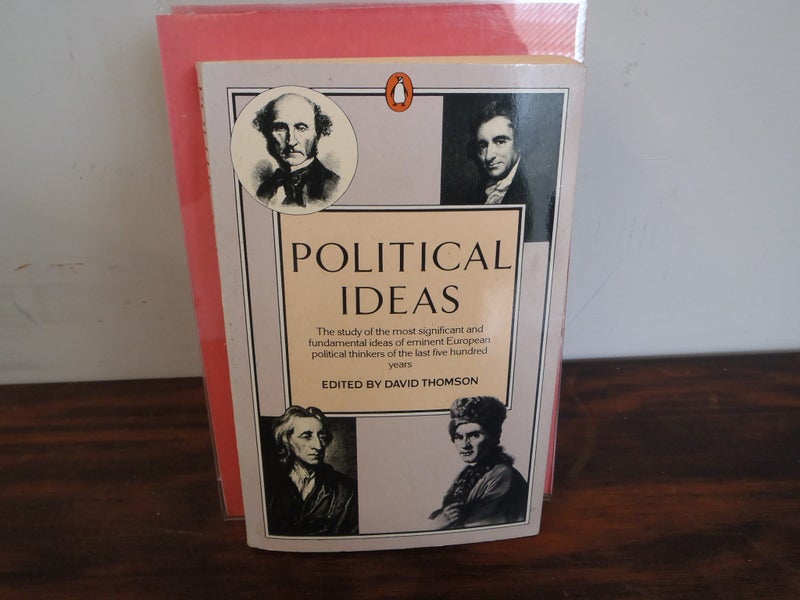 POLITICAL
IDEAS
The study of the most significant and
fundamental ideas of eminent European
political thinkers of the last five hundred
years
EDITED BY DAVID THOMSON